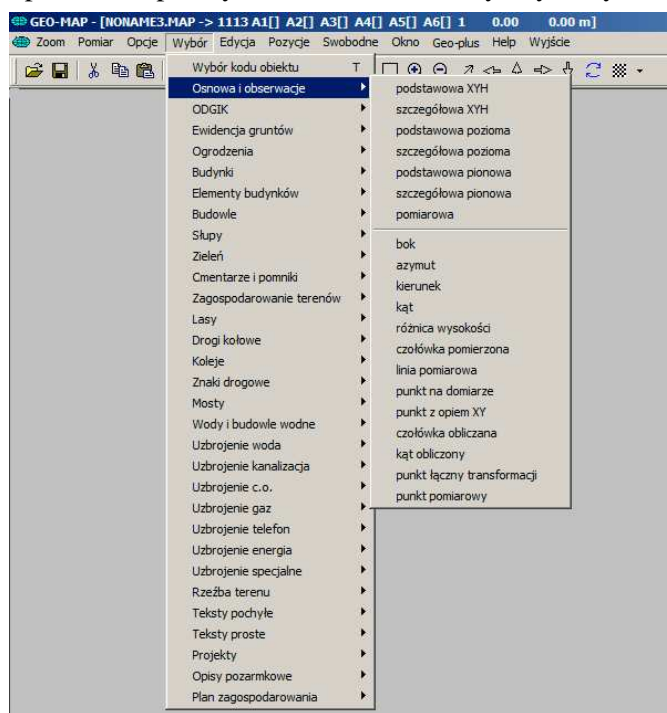 GEO-MAP - [NONAME3.MAP -> 1113 A1[] A2[] A3[] A4[] A5[] A6[] 1 0.00 0.00 m]
Zoom Pomiar Opcje Wybór Edycja Pozycje Swobodne Okno Geo-plus Help Wyjście
Wybór kodu obiektu T
Osnowa i obserwacje
ODGIK
Ewidencja gruntów
Ogrodzenia
Budynki
Elementy budynków
Budowle
Słupy
Zieleń
Cmentarze i pomniki
Zagospodarowanie terenów
Lasy
Drogi kołowe
Koleje
Znaki drogowe
Mosty
Wody i budowle wodne
Uzbrojenie woda
Uzbrojenie kanalizacja
Uzbrojenie c.o.
Uzbrojenie gaz
Uzbrojenie telefon
Uzbrojenie energia
Uzbrojenie specjalne
Rzeźba terenu
Teksty pochyłe
Teksty proste
Projekty
Opisy pozarmkowe
Plan zagospodarowania
podstawowa XYH
szczegółowa XYH
podstawowa pozioma
szczegółowa pozioma
podstawowa pionowa
szczegółowa pionowa
pomiarowa
bok
azymut
kierunek
kąt
różnica wysokości
czołówka pomierzona
linia pomiarowa
punkt na domiarze
punkt z opiem XY
czołówka obliczana
kąt obliczony
punkt łączny transformacji
punkt pomiarowy